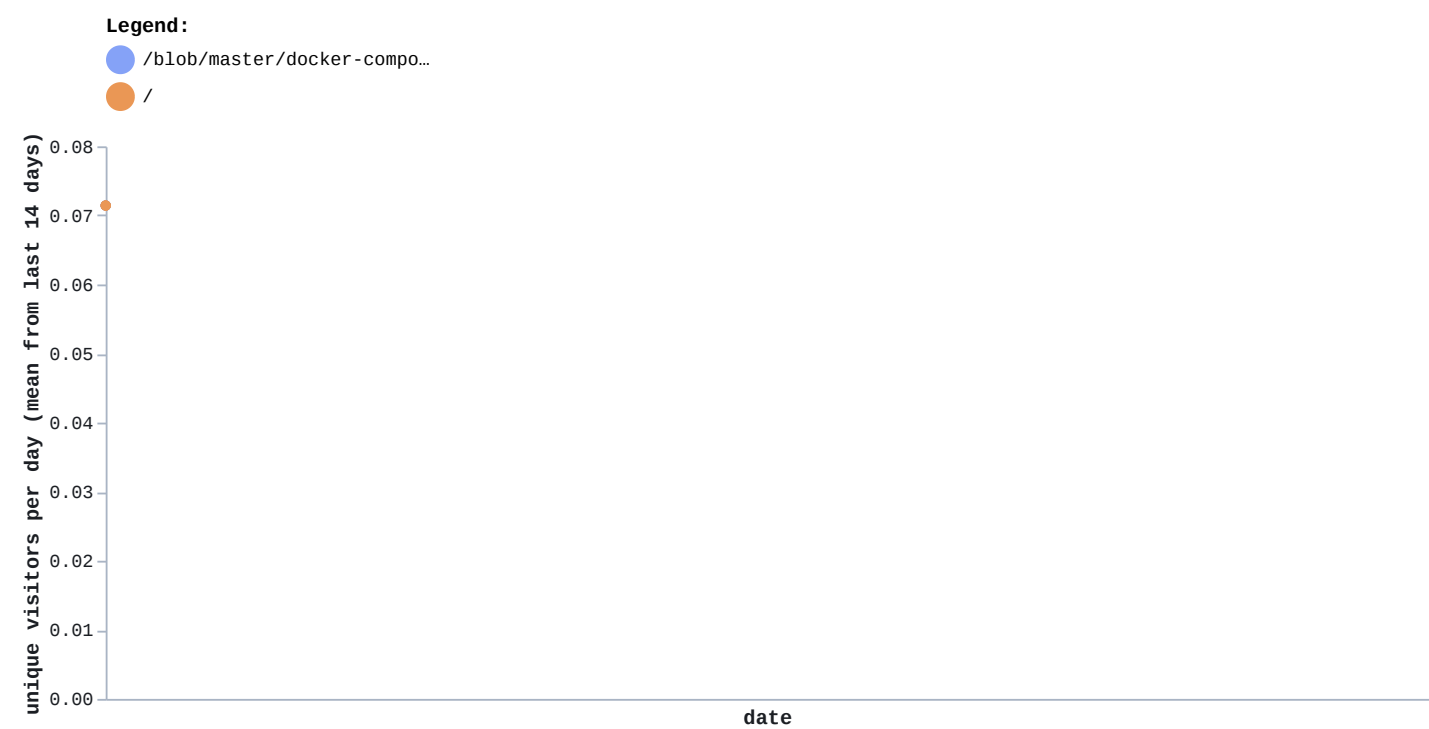 Legend:
/blob/master/docker-compo…
/
unique visitors per day (mean from last 14 days)
0.08
0.07
0.06
0.05
0.04
0.03
0.02
0.01
0.00
date